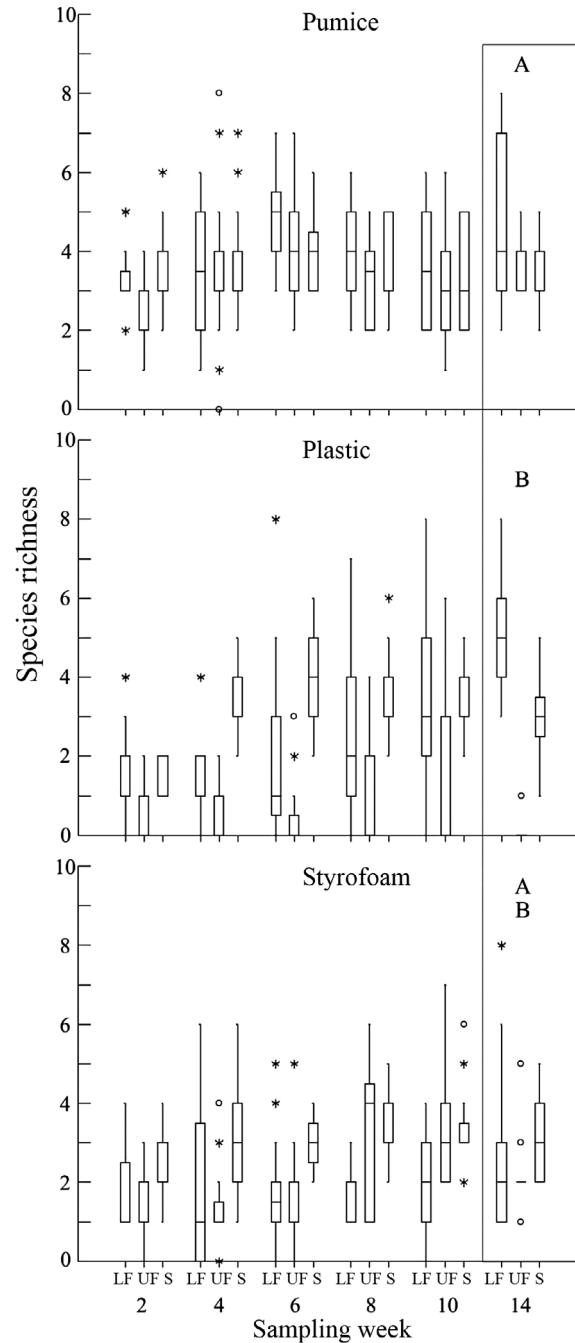 10
Pumice
A
8
6
4
2
0
10
Plastic
B
8
Species richness
6
4
2
0
10
Styrofoam
A
B
8
6
4
2
0
LF UF S LF UF S LF UF S LF UF S LF UF S LF UF S
2 4 6 8 10 14
Sampling week